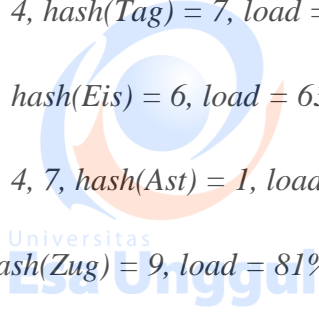 4, hash(Tag) = 7, load =
hash(Eis) = 6, load = 63
4, 7, hash(Ast) = 1, load
Universitas
ash(Zug) = 9, load = 81%
Esa Unggul